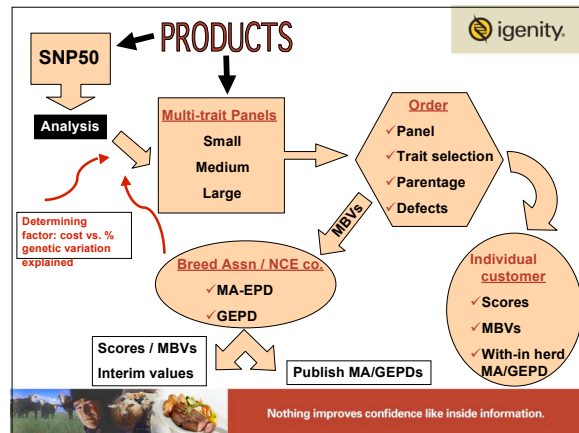 PRODUCTS
igenity.
SNP50
Analysis
Multi-trait Panels
Small
Medium
Large
Order
✓Panel
✓Trait selection
✓Parentage
✓Defects
Determining
factor: cost vs. %
genetic variation
explained
MBVs
Breed Assn / NCE co.
✓MA-EPD
✓GEPD
Individual
customer
✓Scores
✓MBVs
✓With-in herd
MA/GEPD
Scores / MBVs
Interim values
Publish MA/GEPDs
Nothing improves confidence like inside information.